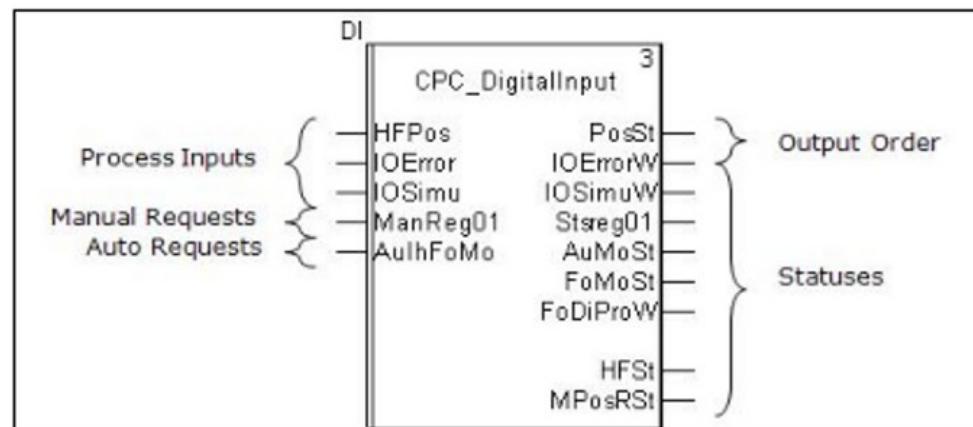 DI
3
CPC_DigitalInput
HFPos PosSt
IOError IOErrorW
IOSimu IOSimuW
ManReg01 Stsreg01
AuIhFoMo AuMoSt
FoMoSt
FoDiProW
HFSt
MPosRSt
Process Inputs
Manual Requests
Auto Requests
Output Order
Statuses